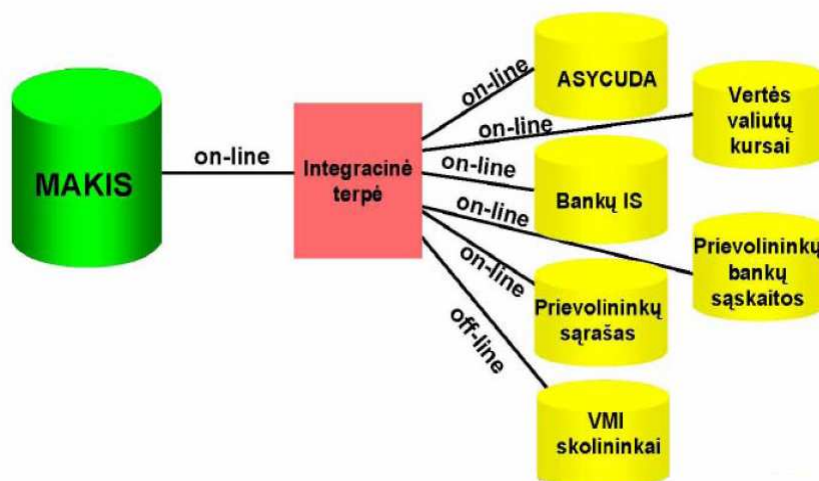 ASYCUDA
on-line
Vertės
valiutų
kursai
on-line
on-line
MAKIS
Integracinė
terpė
on-line
Bankų IS
on-line
Prievolininkų
bankų
sąskaitos
on-line
Prievolininkų
sąrašas
off-line
VMI
skolininkai